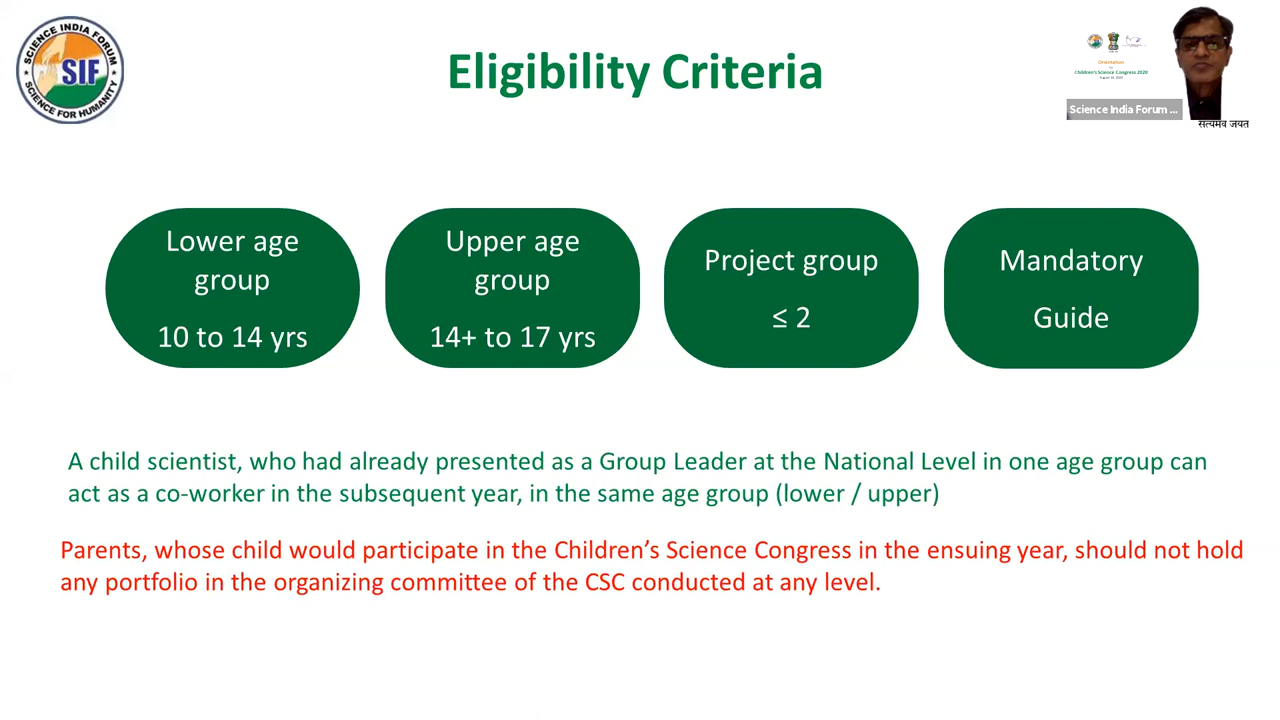 SCIENCE INDIA FORUM
SIF
SCIENCE FOR HUMANITY
Eligibility Criteria
Orientation
Children's Science Congress 2020
Science India Forum ...
सत्यमेव जयते
Lower age
group
10 to 14 yrs
Upper age
group
14+ to 17 yrs
Project group
≤ 2
Mandatory
Guide
A child scientist, who had already presented as a Group Leader at the National Level in one age group can
act as a co-worker in the subsequent year, in the same age group (lower / upper)
Parents, whose child would participate in the Children’s Science Congress in the ensuing year, should not hold
any portfolio in the organizing committee of the CSC conducted at any level.